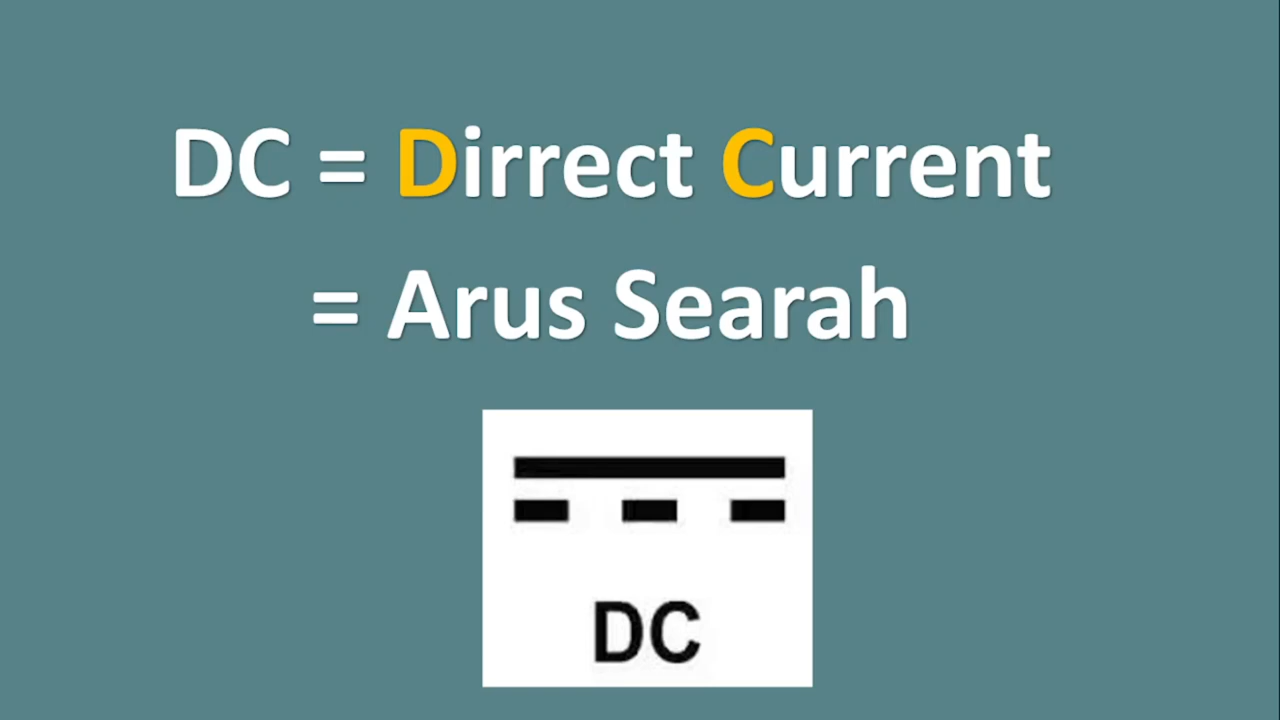 DC = Dirrect Current
= Arus Searah
DC